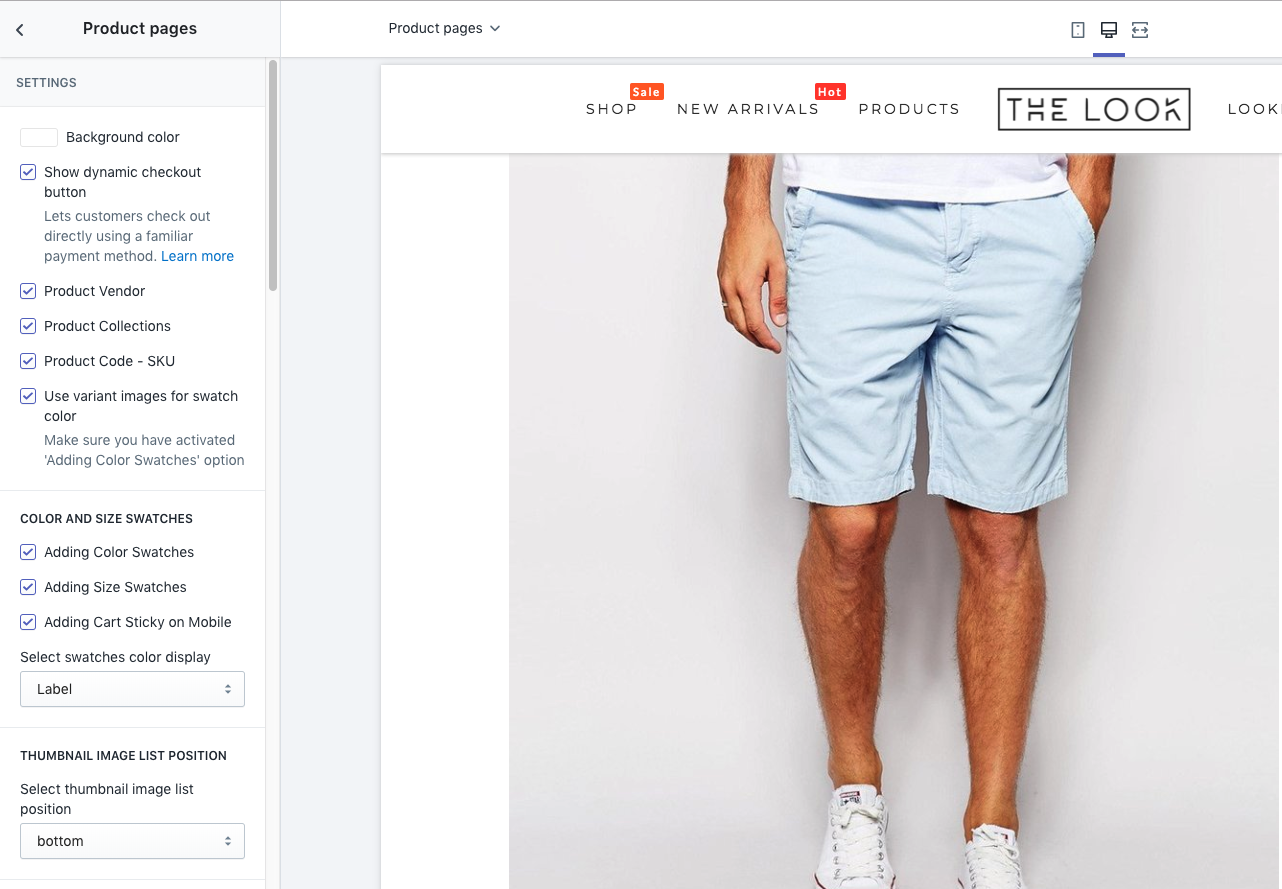 Product pages
SETTINGS
Background color
Show dynamic checkout
button
Lets customers check out
directly using a familiar
payment method. Learn more
Product Vendor
Product Collections
Product Code - SKU
Use variant images for swatch
color
Make sure you have activated
'Adding Color Swatches' option
COLOR AND SIZE SWATCHES
Adding Color Swatches
Adding Size Swatches
Adding Cart Sticky on Mobile
Select swatches color display
Label
THUMBNAIL IMAGE LIST POSITION
Select thumbnail image list
position
bottom
Product pages
Sale
Hot
SHOP NEW ARRIVALS PRODUCTS THE LOOK LOOK